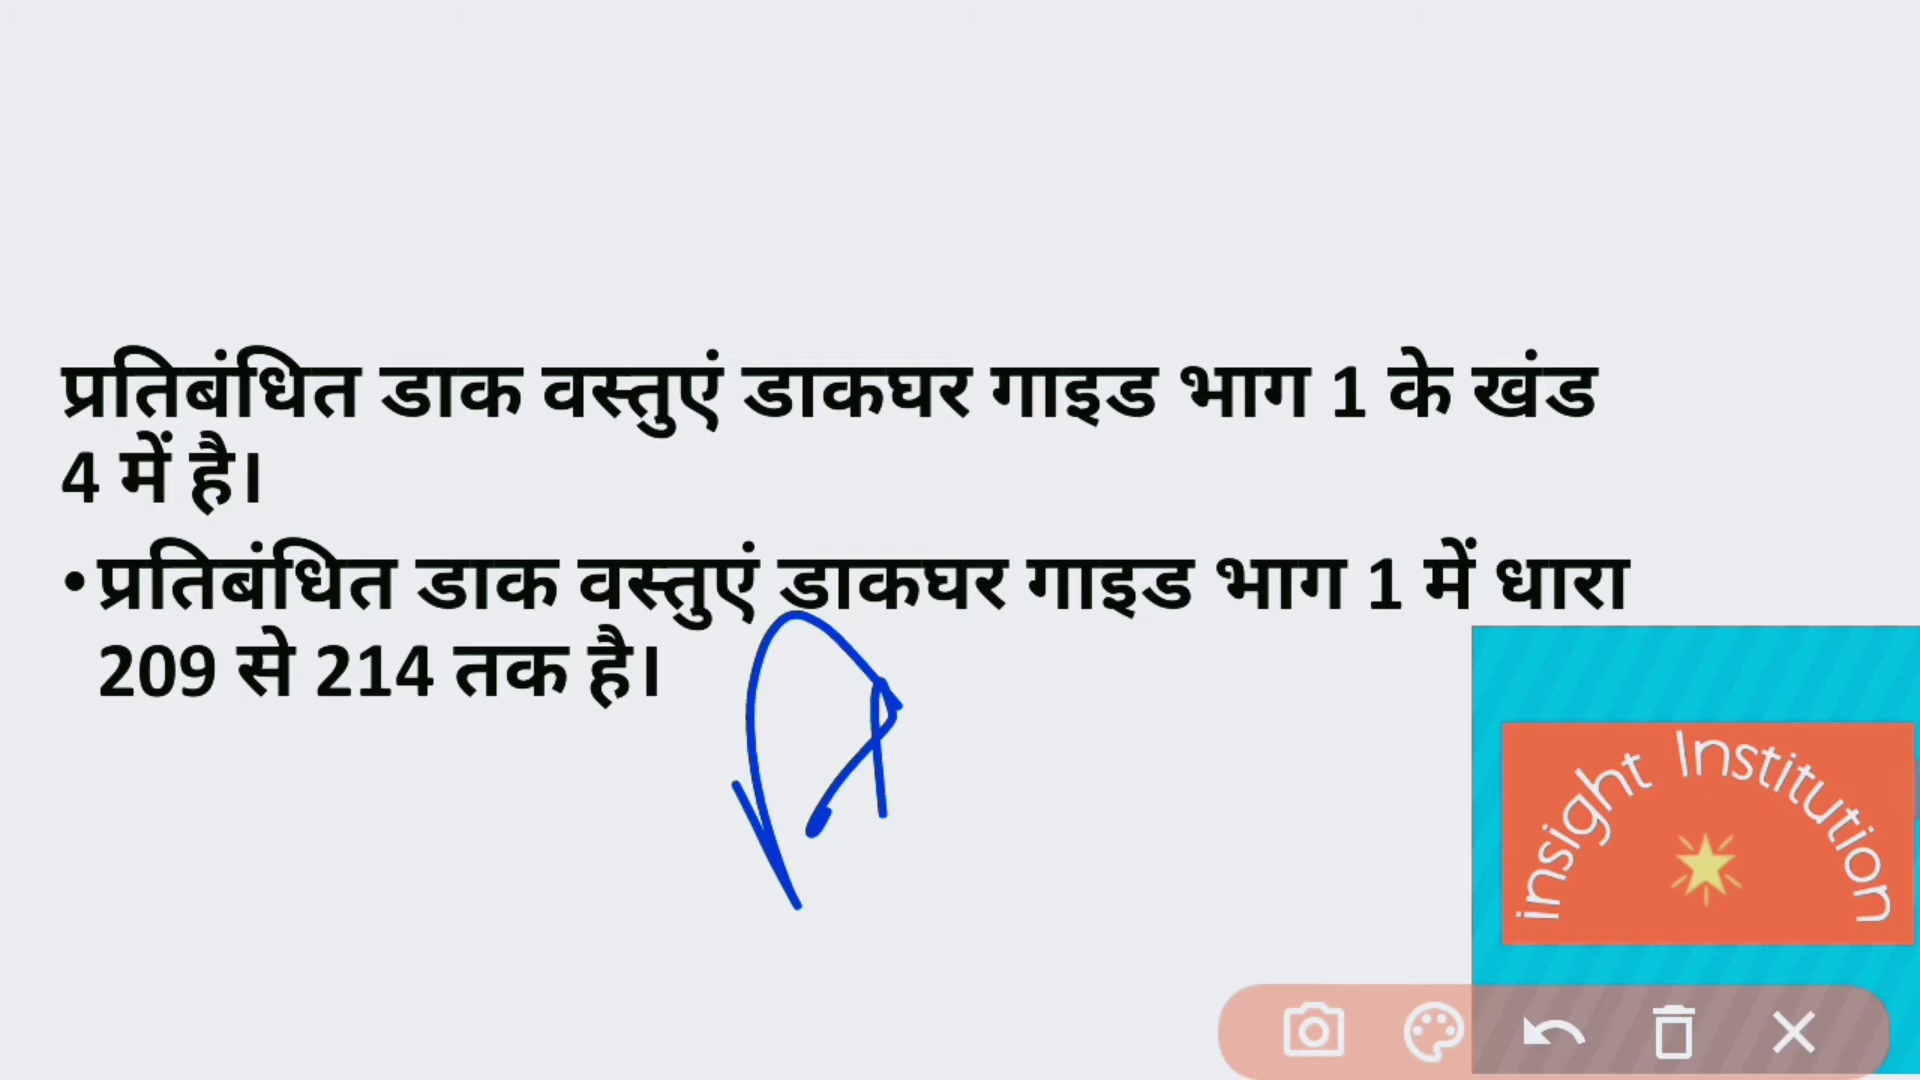 प्रतिबंधित डाक वस्तुएं डाकघर गाइड भाग 1 के खंड
4 में है।
•प्रतिबंधित डाक वस्तुएं डाकघर गाइड भाग 1 में धारा
209 से 214 तक है।
insight Institution